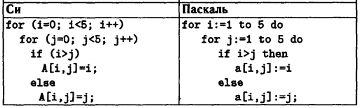 Си
for (i=0; i<5; i++)
for (j=0; j<5; j++)
if (i>j)
A[i,j]=i;
else
A[i,j]=j;
Паскаль
for i:=1 to 5 do
for j:=1 to 5 do
if i>j then
a[i,j]:=i
else
a[i,j]:=j;